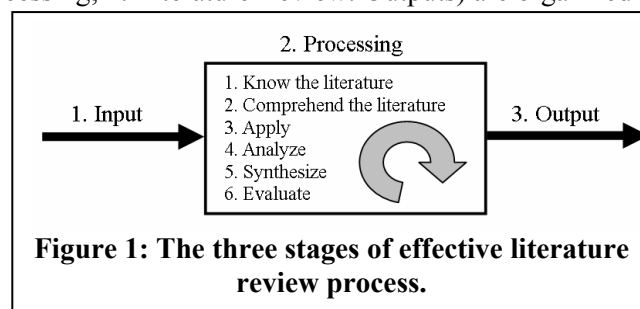 2. Processing
1. Know the literature
2. Comprehend the literature
3. Apply
4. Analyze
5. Synthesize
6. Evaluate
1. Input
3. Output
Figure 1: The three stages of effective literature
review process.